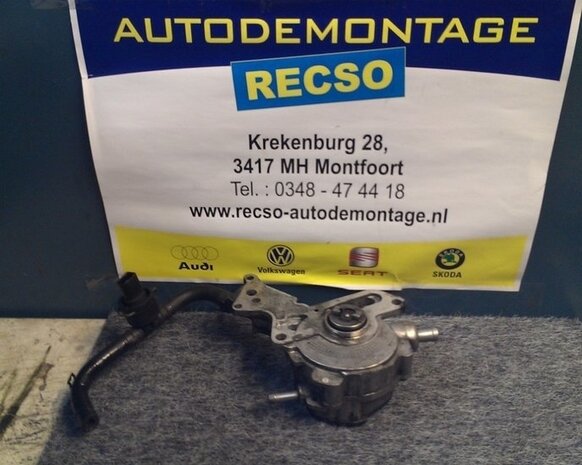 AUTODEMONTAGE
RECSO
Krekenburg 28,
3417 MH Montfoort
Tel. : 0348 - 47 44 18
www.recso-autodemontage.nl
Audi
Volkswagen
SEAT
SKODA